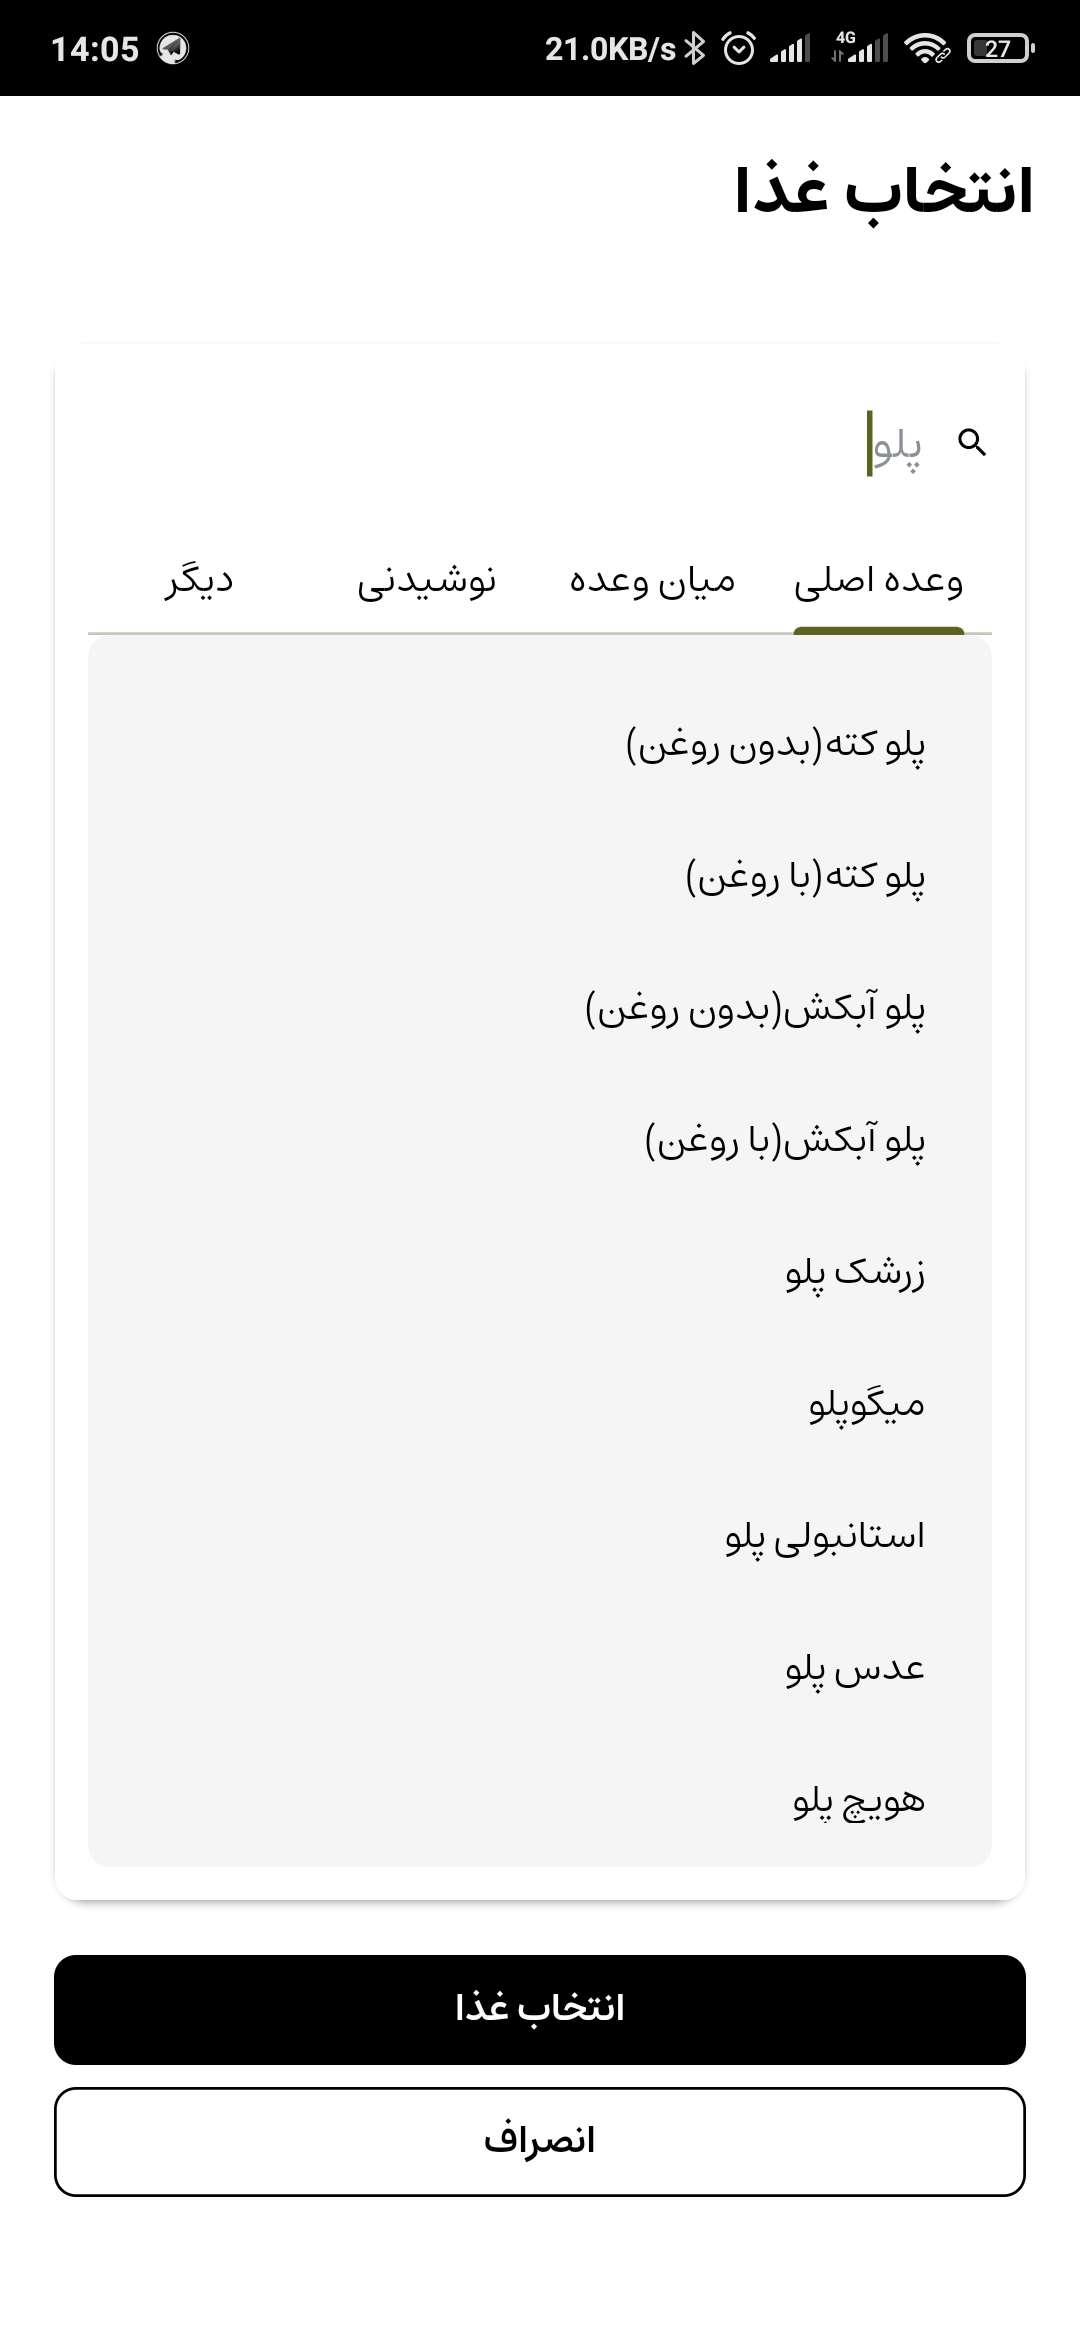 14:05 21.0KB/s 4G 27
انتخاب غذا
پلو
وعده اصلی میان وعده نوشیدنی دیگر
پلو کته(بدون روغن)
پلو کته(با روغن)
پلو آبکش(بدون روغن)
پلو آبکش(با روغن)
زرشک پلو
میگوپلو
استانبولی پلو
عدس پلو
هویچ پلو
انتخاب غذا
انصراف